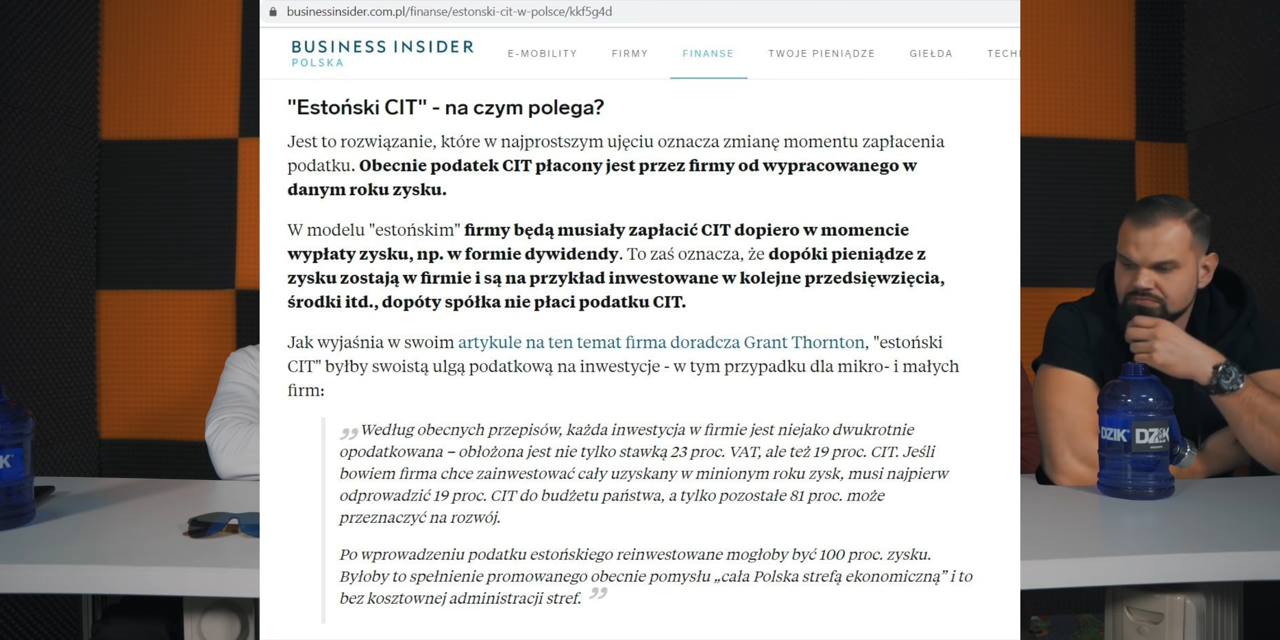 businessinsider.com.pl/finanse/estonski-cit-w-polsce/kkf5g4d
BUSINESS INSIDER
POLSKA
E-MOBILITY FIRMY FINANSE TWOJE PIENIĄDZE GIEŁDA TECH
"Estoński CIT" - na czym polega?
Jest to rozwiązanie, które w najprostszym ujęciu oznacza zmianę momentu zapłacenia
podatku. Obecnie podatek CIT płacony jest przez firmy od wypracowanego w
danym roku zysku.
W modelu "estońskim" firmy będą musiały zapłacić CIT dopiero w momencie
wypłaty zysku, np. w formie dywidendy. To zaś oznacza, że dopóki pieniądze z
zysku zostają w firmie i są na przykład inwestowane w kolejne przedsięwzięcia,
środki itd., dopóty spółka nie płaci podatku CIT.
Jak wyjaśnia w swoim artykule na ten temat firma doradcza Grant Thornton, "estoński
CIT" byłby swoistą ulgą podatkową na inwestycje - w tym przypadku dla mikro- i małych
firm:
„Według obecnych przepisów, każda inwestycja w firmie jest niejako dwukrotnie
opodatkowana – obłożona jest nie tylko stawką 23 proc. VAT, ale też 19 proc. CIT. Jeśli
bowiem firma chce zainwestować cały uzyskany w minionym roku zysk, musi najpierw
odprowadzić 19 proc. CIT do budżetu państwa, a tylko pozostałe 81 proc. może
przeznaczyć na rozwój.
Po wprowadzeniu podatku estońskiego reinwestowane mogłoby być 100 proc. zysku.
Byłoby to spełnienie promowanego obecnie pomysłu „cała Polska strefą ekonomiczną” i to
bez kosztownej administracji stref.”
K
DZIK DZIK